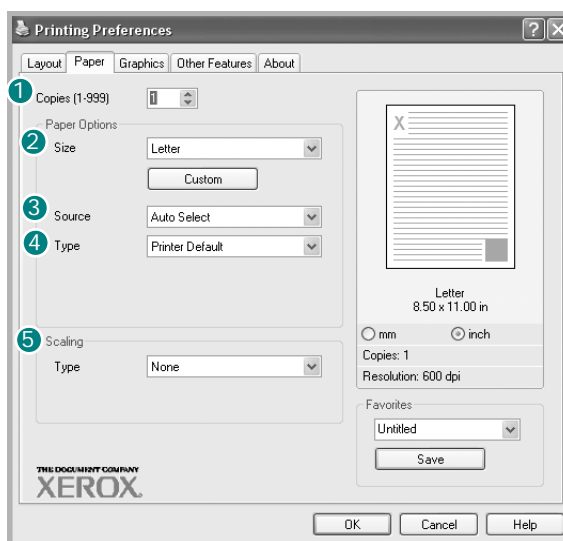 Printing Preferences
Layout Paper Graphics Other Features About
1 Copies (1-999) 1
Paper Options
2 Size Letter
Custom
3 Source Auto Select
4 Type Printer Default
5 Scaling
Type None
X
Letter
8.50 x 11.00 in
mm inch
Copies: 1
Resolution: 600 dpi
Favorites
Untitled
Save
THE DOCUMENT COMPANY
XEROX.
OK Cancel Help